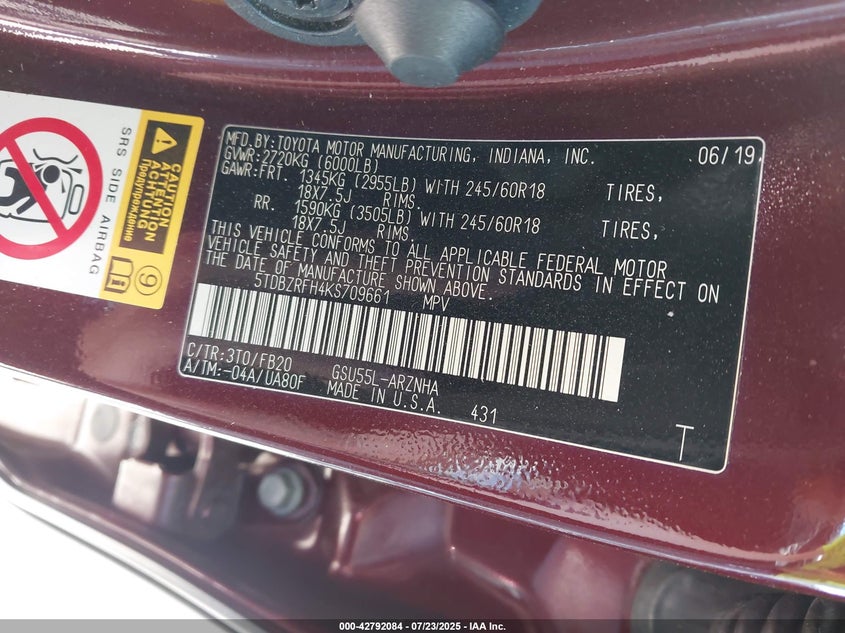 MFD.BY:TOYOTA MOTOR MANUFACTURING, INDIANA, INC. 06/19
GVWR:2720KG (6000LB)
GAWR:FRT. 1345KG (2955LB) WITH 245/60R18 TIRES,
18X7.5J RIMS,
RR. 1590KG (3505LB) WITH 245/60R18 TIRES,
18X7.5J RIMS,
THIS VEHICLE CONFORMS TO ALL APPLICABLE FEDERAL MOTOR
VEHICLE SAFETY AND THEFT PREVENTION STANDARDS IN EFFECT ON
THE DATE OF MANUFACTURE SHOWN ABOVE.
5TDBZRFH4KS709661 MPV
C/TR:3T0/FB20 GSU55L-ARZNHA
A/TM:-04A/UA80F MADE IN U.S.A. 431
T
SRS SIDE AIRBAG
CAUTION
ATTENTION
ACHTUNG
Предупреждение
9
000-42792084 - 07/23/2025 - IAA Inc.